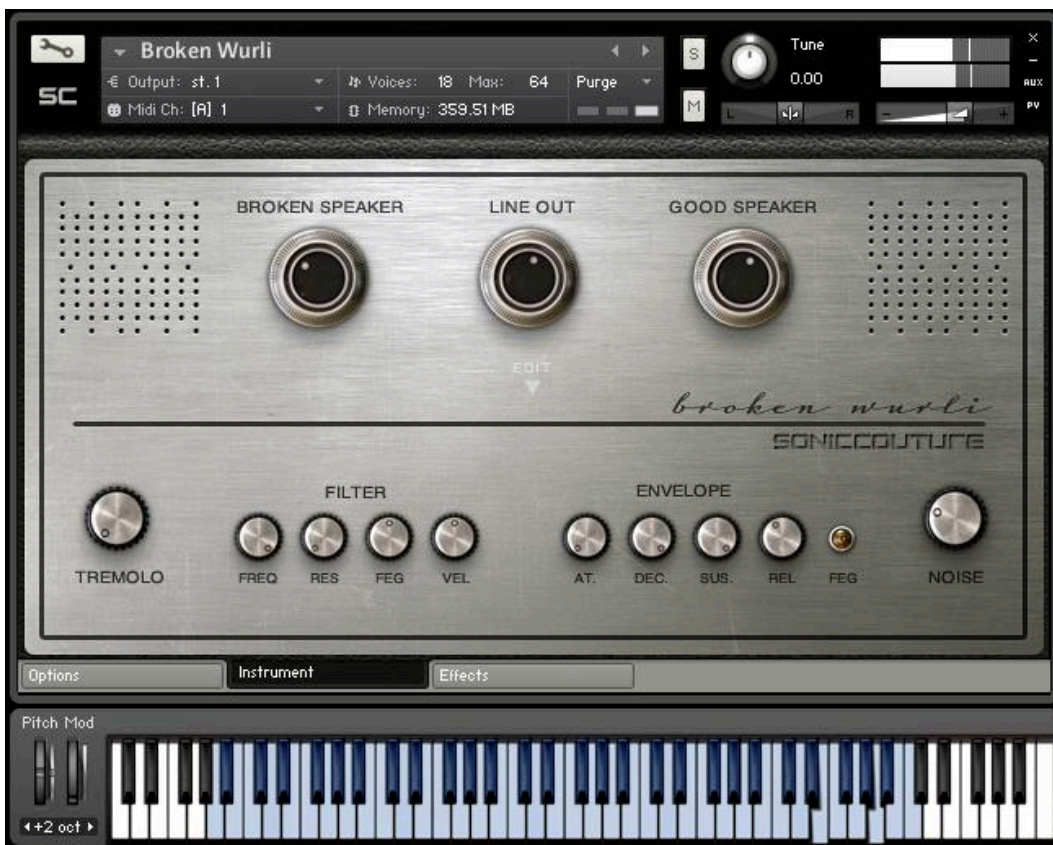 Broken Wurli
S
Tune
0.00
X
–
AUX
PV
Output: st. 1
Voices: 18 Max: 64
Purge
SC
Midi Ch: [A] 1
Memory: 359.51 MB
M
L R
- +
BROKEN SPEAKER
LINE OUT
GOOD SPEAKER
EDIT
broken wurli
SONICCOUTURE
FILTER
ENVELOPE
TREMOLO
FREQ
RES
FEG
VEL
AT.
DEC.
SUS.
REL
FEG
NOISE
Options
Instrument
Effects
Pitch Mod
+2 oct